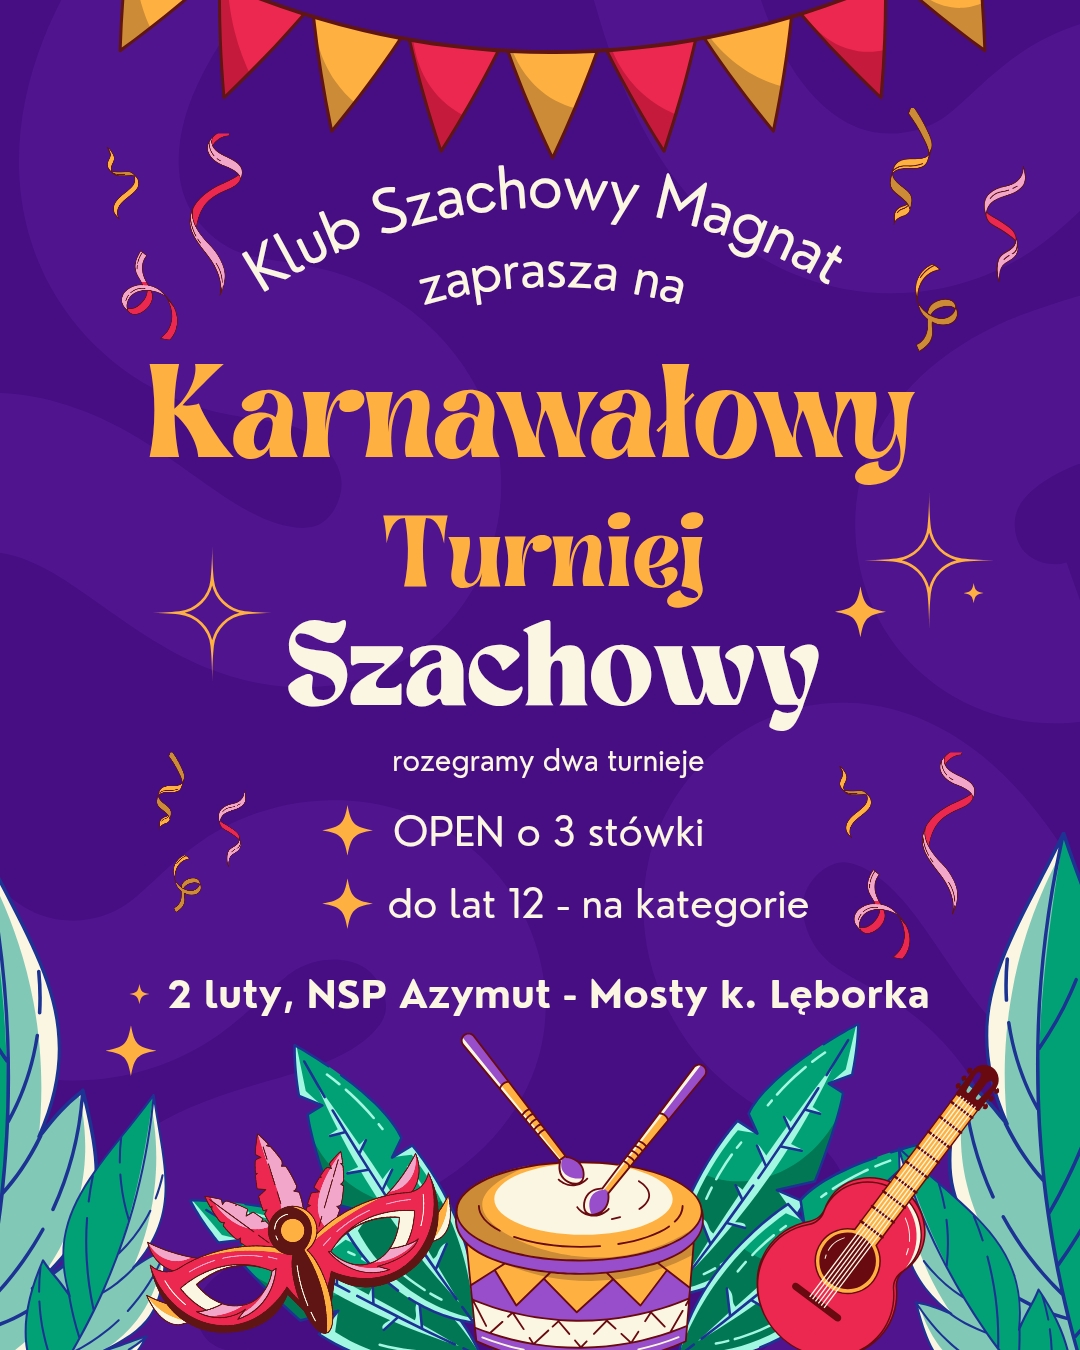 Klub Szachowy Magnat
zaprasza na
Karnawałowy
Turniej
Szachowy
rozegramy dwa turnieje
OPEN o 3 stówki
do lat 12 - na kategorie
2 luty, NSP Azymut - Mosty k. Lęborka